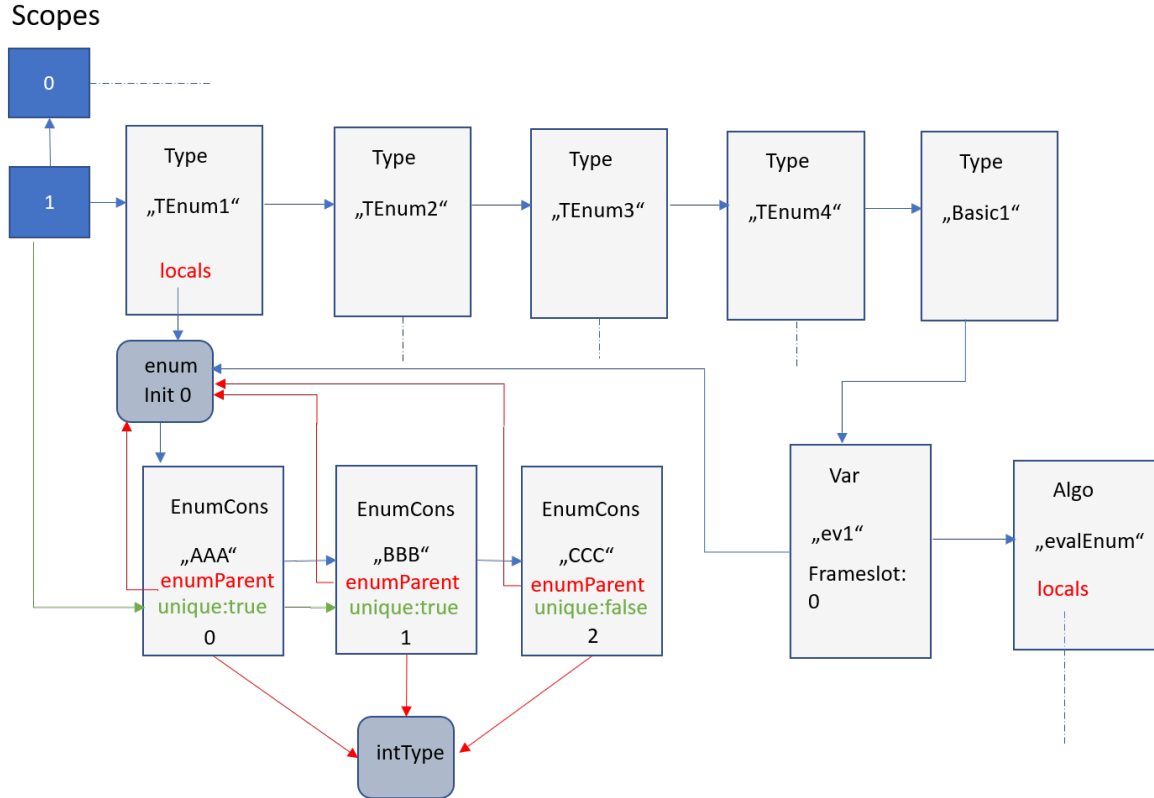 Scopes
0
1
Type
„TEnum1“
locals
Type
„TEnum2“
Type
„TEnum3“
Type
„TEnum4“
Type
„Basic1“
enum
Init 0
EnumCons
„AAA“
enumParent
unique:true
0
EnumCons
„BBB“
enumParent
unique:true
1
EnumCons
„CCC“
enumParent
unique:false
2
Var
„ev1“
Frameslot:
0
Algo
„evalEnum“
locals
intType